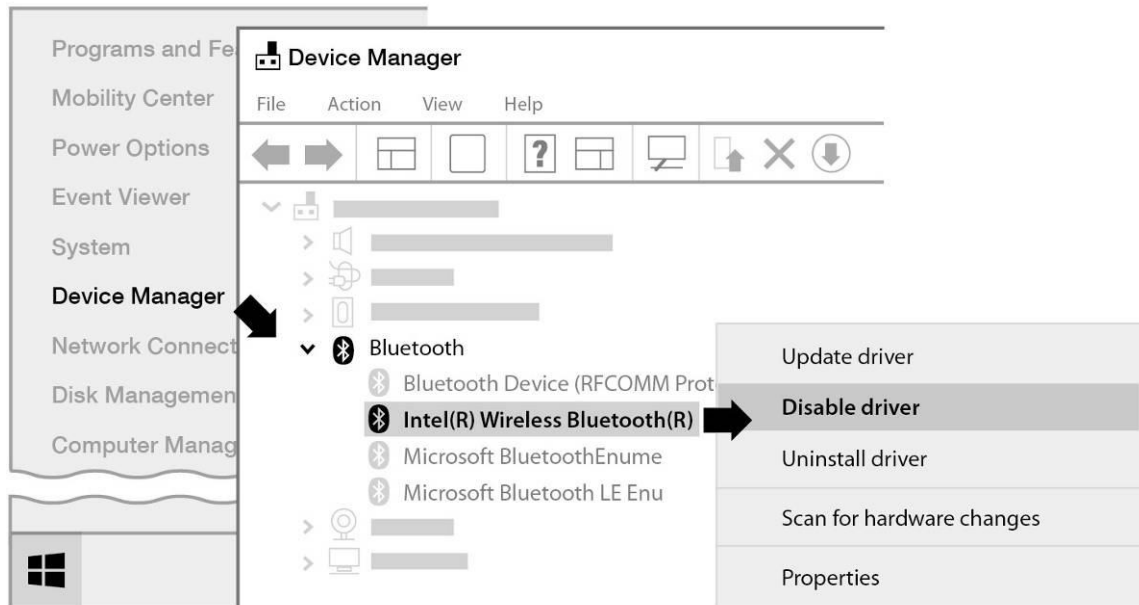 Programs and Fe
Mobility Center
Power Options
Event Viewer
System
Device Manager
Network Connect
Disk Managemen
Computer Manag
Device Manager
File Action View Help
?
Bluetooth
Bluetooth Device (RFCOMM Prot
Intel(R) Wireless Bluetooth(R)
Microsoft BluetoothEnume
Microsoft Bluetooth LE Enu
Update driver
Disable driver
Uninstall driver
Scan for hardware changes
Properties